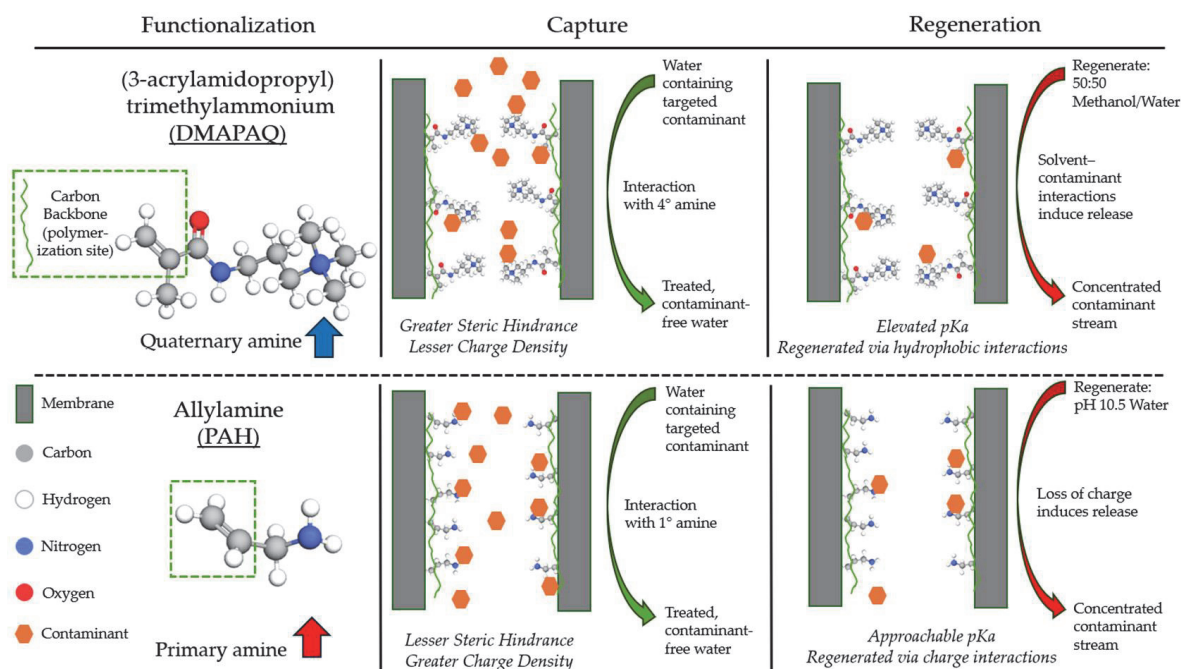 Functionalization
Capture
Regeneration
(3-acrylamidopropyl)
trimethylammonium
(DMAPAQ)
Carbon
Backbone
(polymer-
ization site)
Quaternary amine
Water
containing
targeted
contaminant
Interaction
with 4° amine
Treated,
contaminant-
free water
Greater Steric Hindrance
Lesser Charge Density
Regenerate:
50:50
Methanol/Water
Solvent–
contaminant
interactions
induce release
Concentrated
contaminant
stream
Elevated pKa
Regenerated via hydrophobic interactions
Membrane
Carbon
Hydrogen
Nitrogen
Oxygen
Contaminant
Allylamine
(PAH)
Primary amine
Water
containing
targeted
contaminant
Interaction
with 1° amine
Treated,
contaminant-
free water
Lesser Steric Hindrance
Greater Charge Density
Regenerate:
pH 10.5 Water
Loss of charge
induces release
Concentrated
contaminant
stream
Approachable pKa
Regenerated via charge interactions